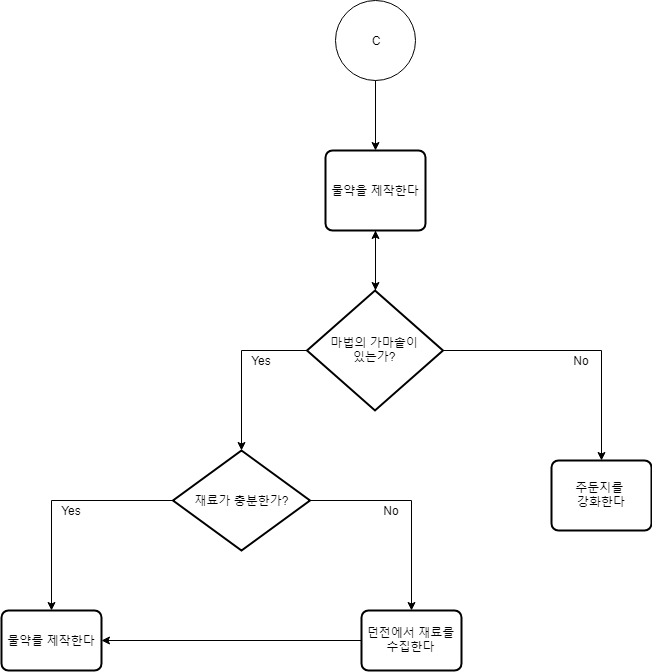 C
물약을 제작한다
마법의 가마솥이
있는가?
Yes
No
재료가 충분한가?
주둔지를
강화한다
Yes
No
물약를 제작한다
던전에서 재료를
수집한다